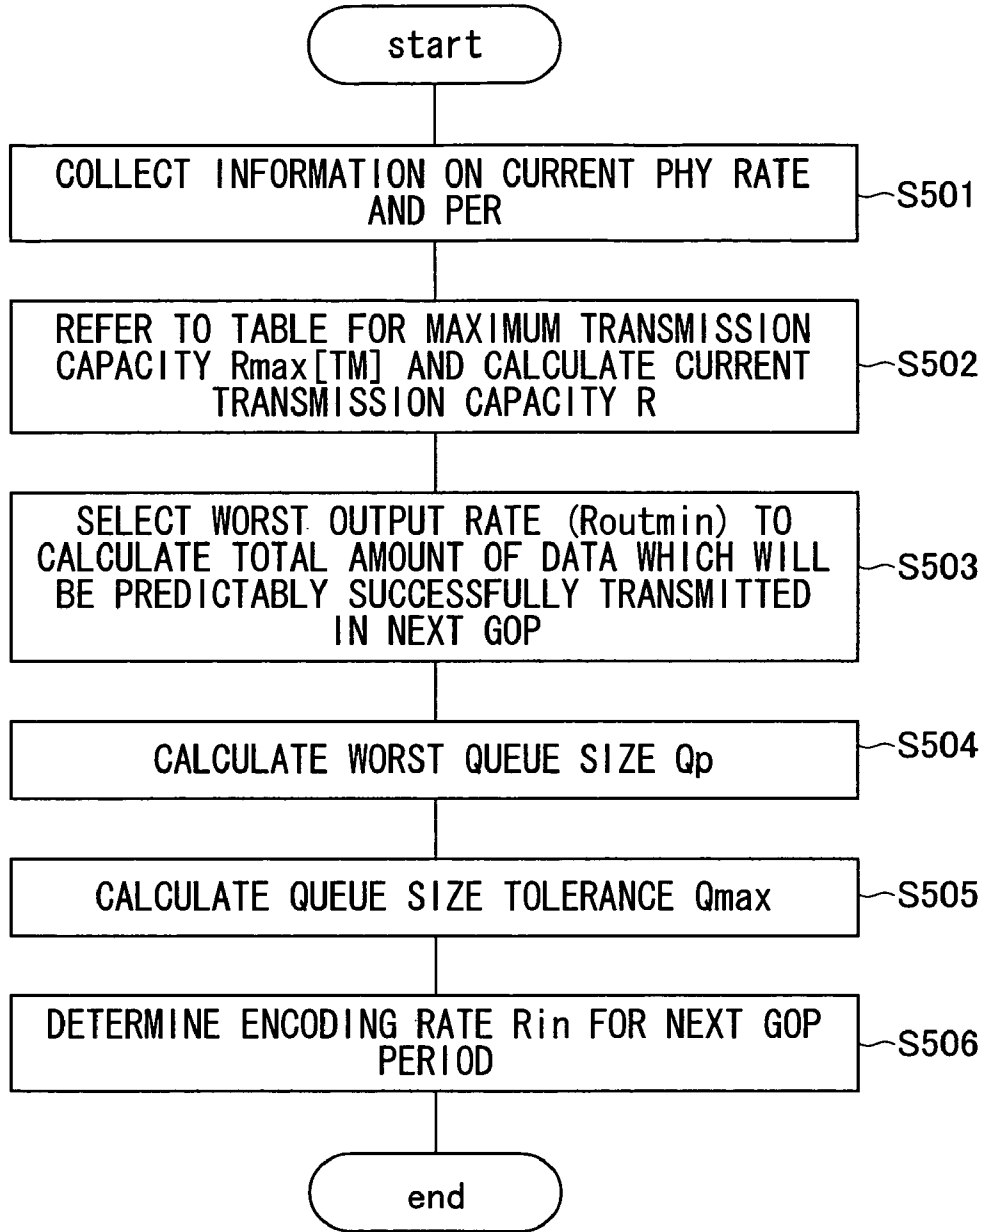 start
COLLECT INFORMATION ON CURRENT PHY RATE
AND PER
S501
REFER TO TABLE FOR MAXIMUM TRANSMISSION
CAPACITY Rmax[TM] AND CALCULATE CURRENT
TRANSMISSION CAPACITY R
S502
SELECT WORST OUTPUT RATE (Routmin) TO
CALCULATE TOTAL AMOUNT OF DATA WHICH WILL
BE PREDICTABLY SUCCESSFULLY TRANSMITTED
IN NEXT GOP
S503
CALCULATE WORST QUEUE SIZE Qp
S504
CALCULATE QUEUE SIZE TOLERANCE Qmax
S505
DETERMINE ENCODING RATE Rin FOR NEXT GOP
PERIOD
S506
end